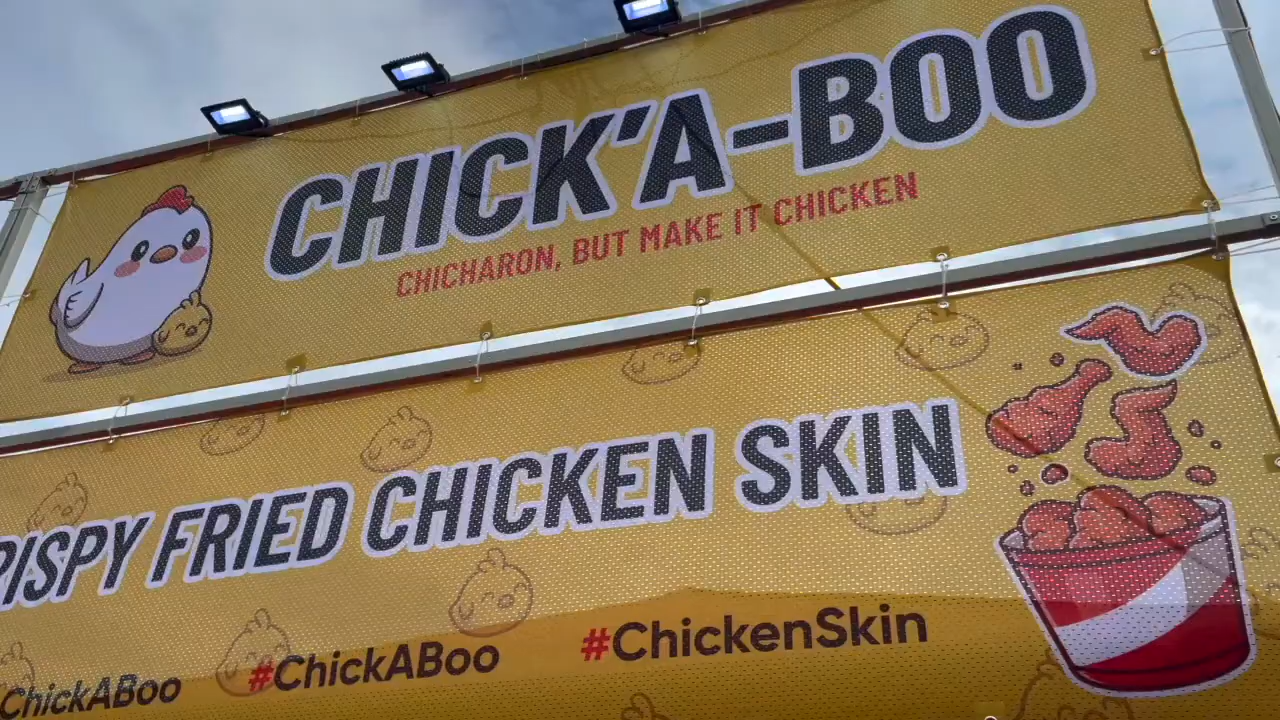 CHICK'A-BOO
CHICHARON, BUT MAKE IT CHICKEN
RISPY FRIED CHICKEN SKIN
ChickABoo #ChickABoo #ChickenSkin